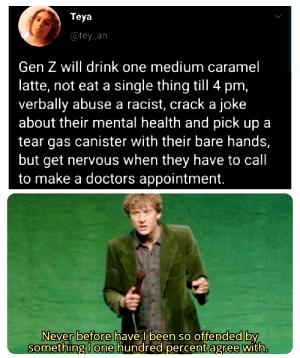 Teya
@tey_an
Gen Z will drink one medium caramel
latte, not eat a single thing till 4 pm,
verbally abuse a racist, crack a joke
about their mental health and pick up a
tear gas canister with their bare hands,
but get nervous when they have to call
to make a doctors appointment.
Never before have I been so offended by
something I one hundred percent agree with.